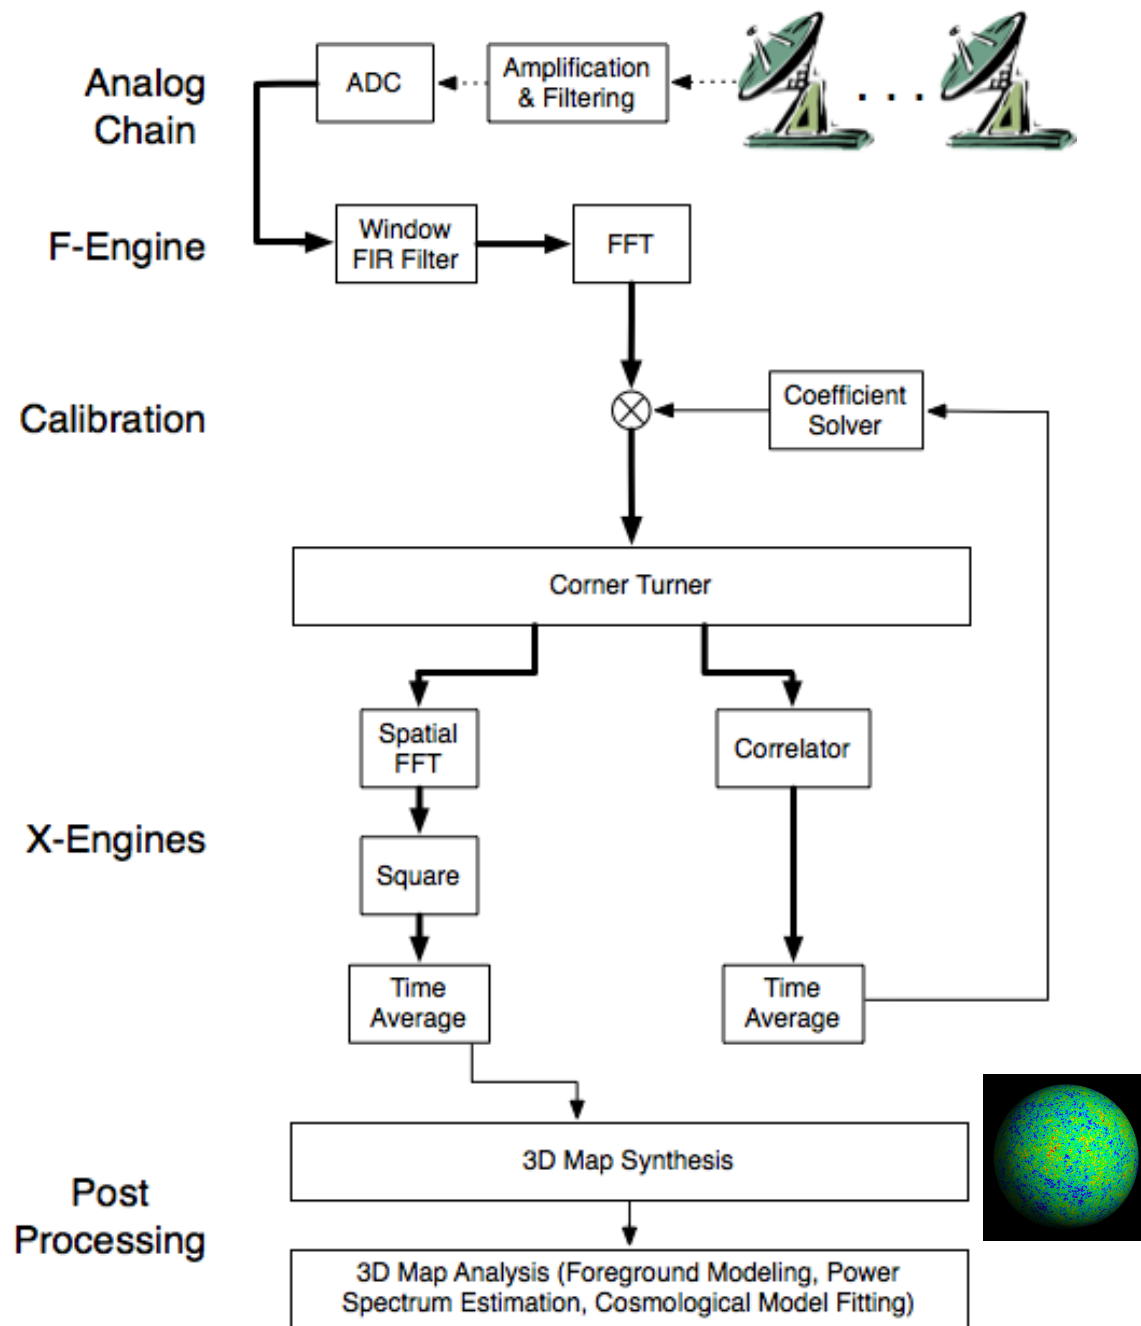 Analog
Chain
ADC
Amplification
& Filtering
. . .
F-Engine
Window
FIR Filter
FFT
Calibration
Coefficient
Solver
Corner Turner
X-Engines
Spatial
FFT
Correlator
Square
Time
Average
Time
Average
Post
Processing
3D Map Synthesis
3D Map Analysis (Foreground Modeling, Power
Spectrum Estimation, Cosmological Model Fitting)